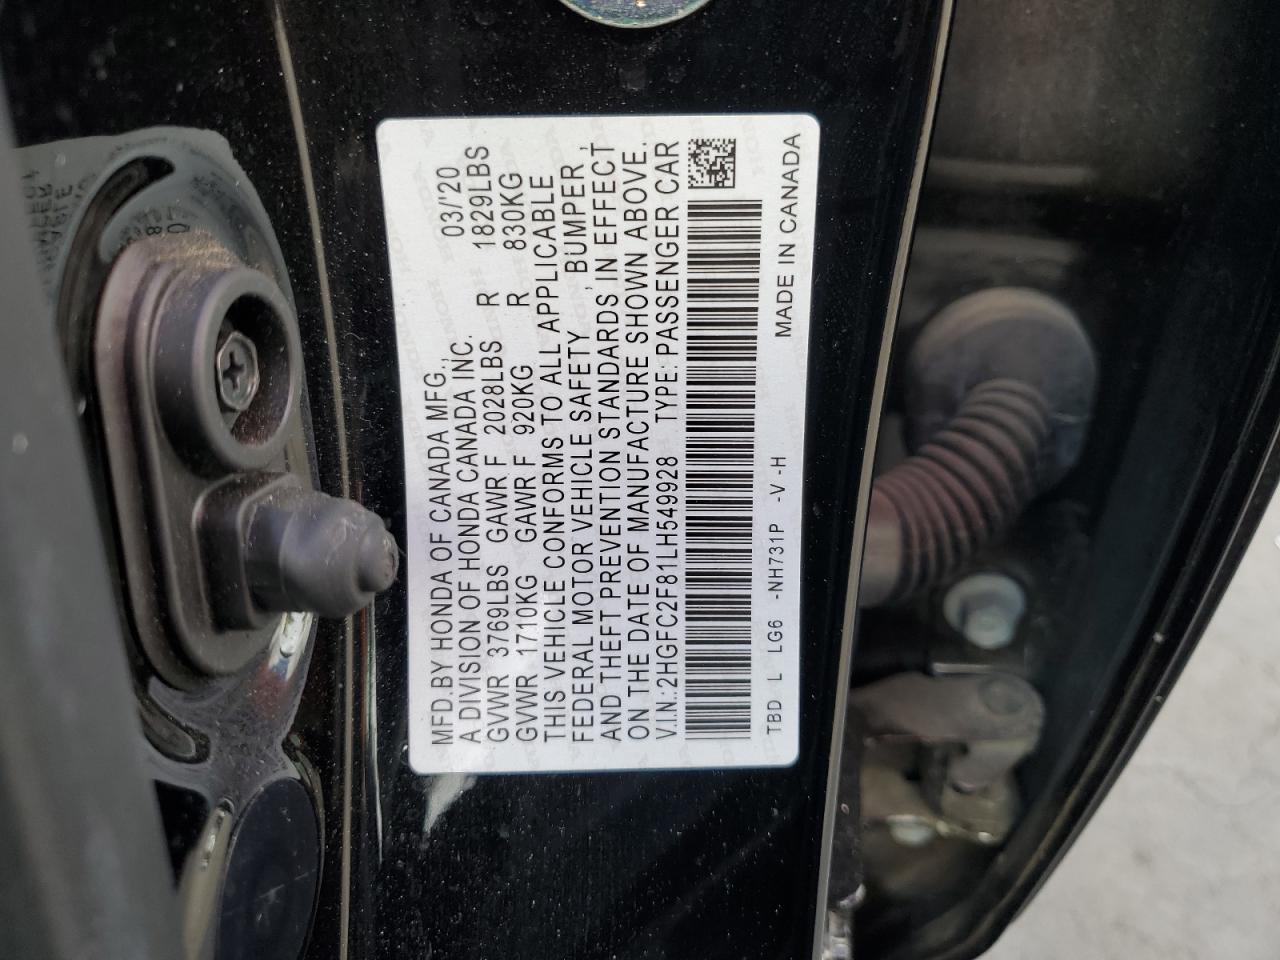 MFD.BY HONDA OF CANADA MFG., 03/'20
A DIVISION OF HONDA CANADA INC.
GVWR 3769LBS GAWR F 2028LBS R 1829LBS
GVWR 1710KG GAWR F 920KG R 830KG
THIS VEHICLE CONFORMS TO ALL APPLICABLE
FEDERAL MOTOR VEHICLE SAFETY, BUMPER,
AND THEFT PREVENTION STANDARDS IN EFFECT
ON THE DATE OF MANUFACTURE SHOWN ABOVE.
V.I.N.:2HGFC2F81LH549928 TYPE:PASSENGER CAR
TBD L LG6 -NH731P -V -H MADE IN CANADA